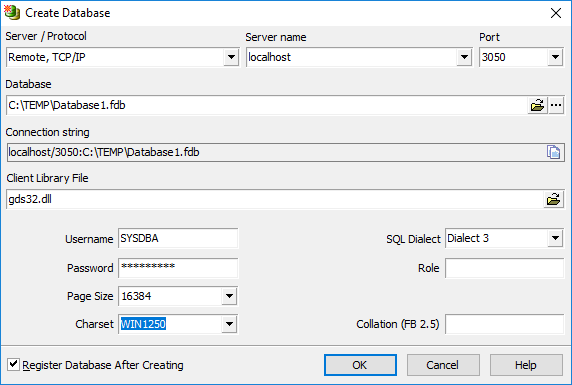 Create Database
Server / Protocol Server name Port
Remote, TCP/IP localhost 3050
Database
C:\TEMP\Database1.fdb
Connection string
localhost/3050:C:\TEMP\Database1.fdb
Client Library File
gds32.dll
Username SYSDBA SQL Dialect Dialect 3
Password ********* Role
Page Size 16384
Charset WIN1250 Collation (FB 2.5)
Register Database After Creating OK Cancel Help